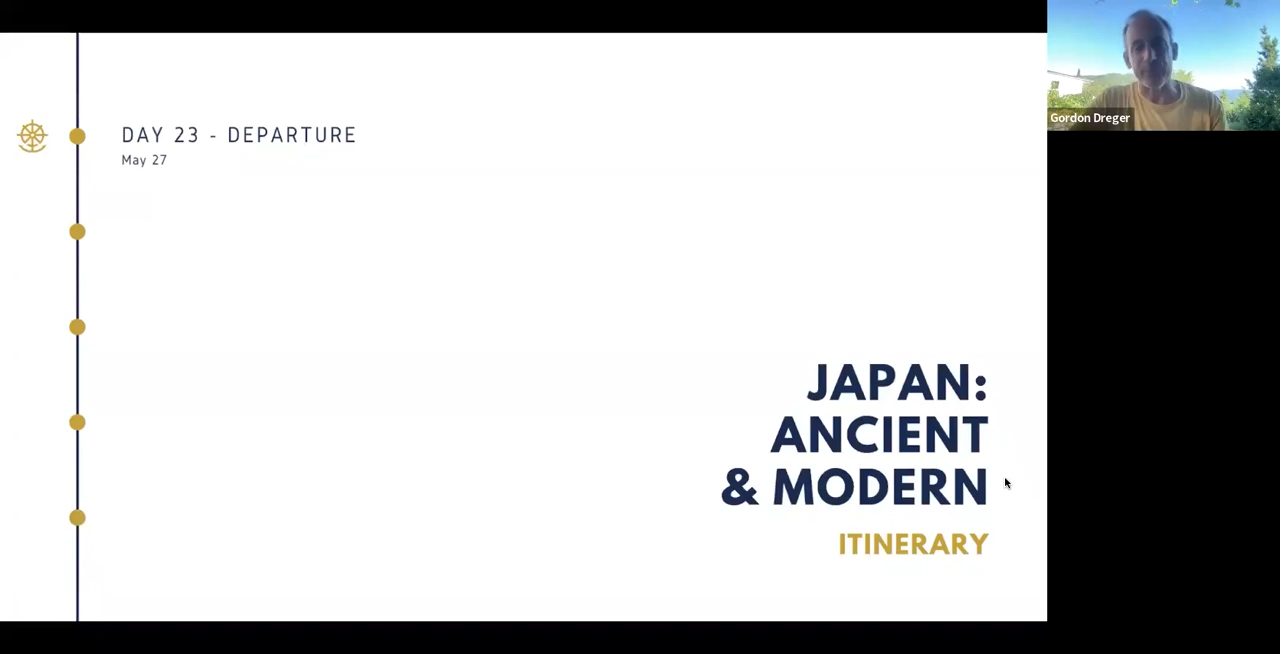 DAY 23 - DEPARTURE
May 27
JAPAN:
ANCIENT
& MODERN
ITINERARY
Gordon Dreger